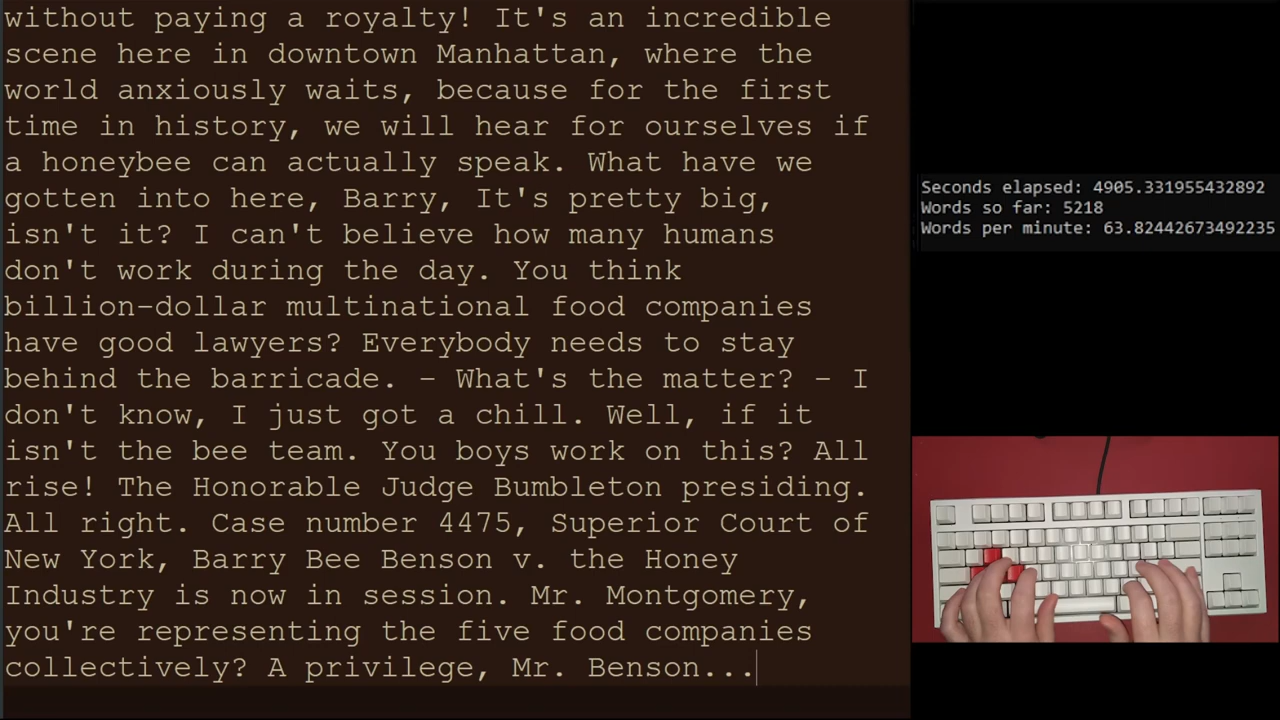 without paying a royalty! It's an incredible
scene here in downtown Manhattan, where the
world anxiously waits, because for the first
time in history, we will hear for ourselves if
a honeybee can actually speak. What have we
gotten into here, Barry, It's pretty big,
isn't it? I can't believe how many humans
don't work during the day. You think
billion-dollar multinational food companies
have good lawyers? Everybody needs to stay
behind the barricade. - What's the matter? - I
don't know, I just got a chill. Well, if it
isn't the bee team. You boys work on this? All
rise! The Honorable Judge Bumbleton presiding.
All right. Case number 4475, Superior Court of
New York, Barry Bee Benson v. the Honey
Industry is now in session. Mr. Montgomery,
you're representing the five food companies
collectively? A privilege, Mr. Benson...
Seconds elapsed: 4905.331955432892
Words so far: 5218
Words per minute: 63.82442673492235